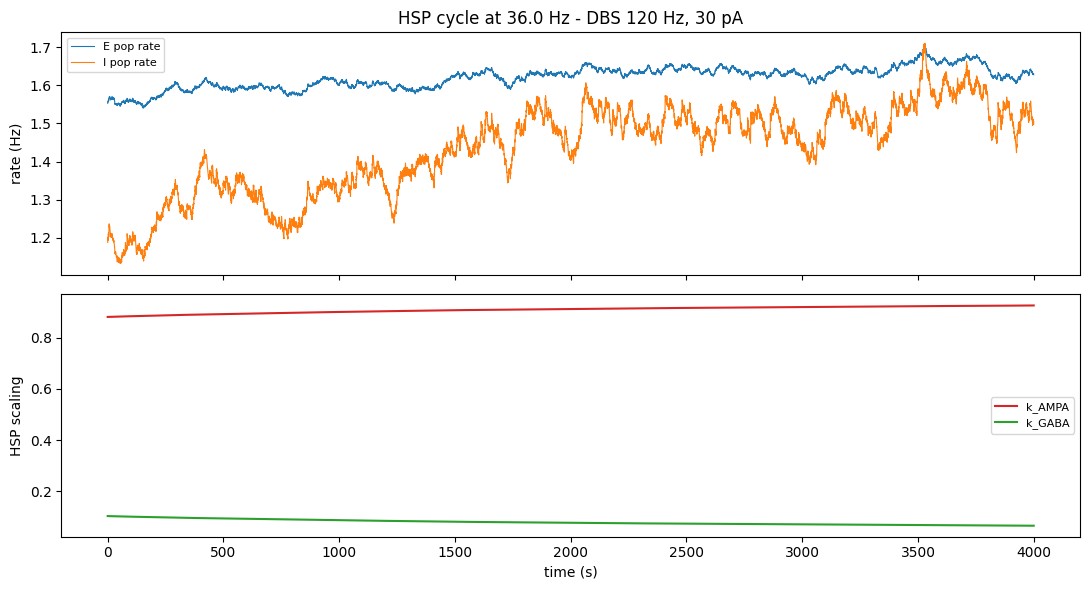 HSP cycle at 36.0 Hz - DBS 120 Hz, 30 pA
E pop rate
I pop rate
1.7
1.6
1.5
1.4
1.3
1.2
rate (Hz)
0.8
0.6
0.4
0.2
HSP scaling
k_AMPA
k_GABA
0 500 1000 1500 2000 2500 3000 3500 4000
time (s)